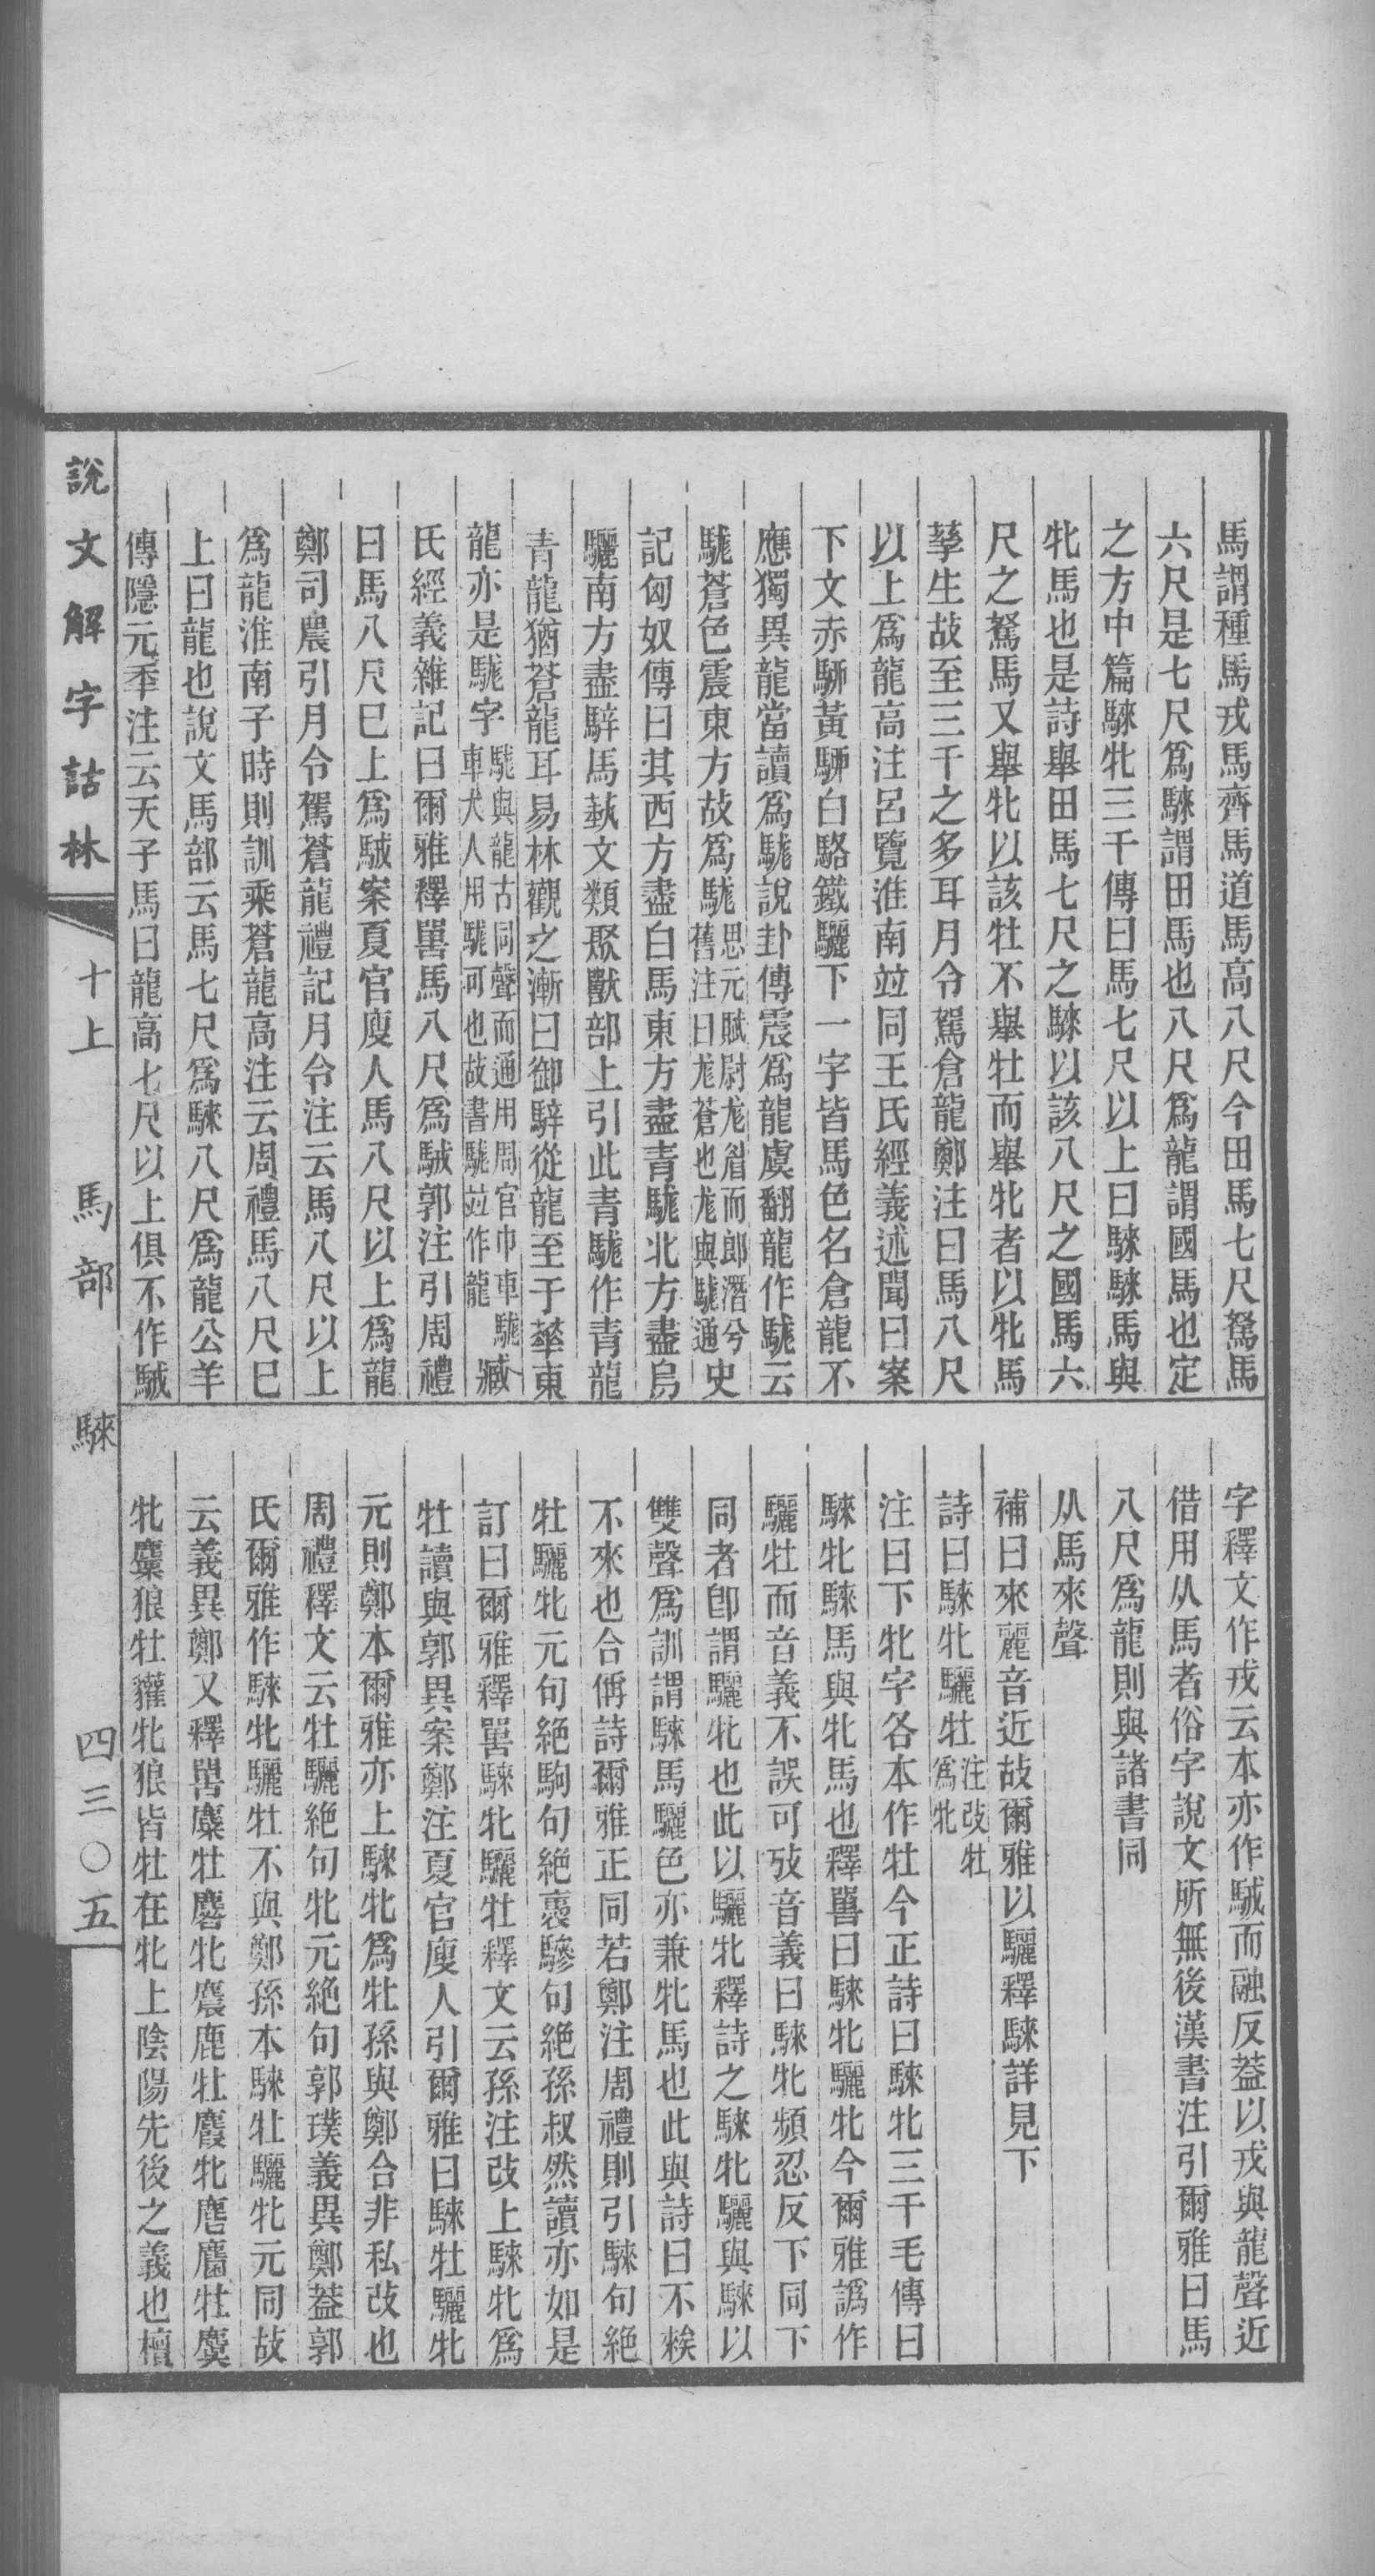 馬謂種馬戎馬齊馬道馬高八尺今田馬七尺駑馬
六尺是七尺爲騋謂田馬也八尺爲龍謂國馬也定
之方中篇騋牝三千傳曰馬七尺以上曰騋騋馬與
牝馬也是詩舉田馬七尺之騋以該八尺之國馬六
尺之駑馬又舉牝以該牡不舉牡而舉牝者以牝馬
孳生故至三千之多耳月令駕倉龍鄭注曰馬八尺
以上爲龍高注呂覽淮南竝同王氏經義述聞曰案
下文赤駵黃駵白駱鐵驪下一字皆馬色名倉龍不
應獨異龍當讀爲駹說卦傳震爲龍虞翻龍作駹云
駹蒼色震東方故爲駹思元賦尉尨眉而郎潛兮舊注曰尨蒼也尨與駹通史
記匈奴傳曰其西方盡白馬東方盡青駹北方盡烏
驪南方盡騂馬蓺文類聚獸部上引此青駹作青龍
青龍猶蒼龍耳易林觀之漸曰御騂從龍至于華東
龍亦是駹字駹與龍古同聲而通用周官巾車駹車犬人用駹可也故書駹竝作龍臧
氏經義雜記曰爾雅釋嘼馬八尺爲駥郭注引周禮
曰馬八尺巳上爲駥案夏官廋人馬八尺以上爲龍
鄭司農引月令駕蒼龍禮記月令注云馬八尺以上
爲龍淮南子時則訓乘蒼龍高注云周禮馬八尺巳
上曰龍也說文馬部云馬七尺爲騋八尺爲龍公羊
傳隱元季注云天子馬曰龍高七尺以上俱不作駥
字釋文作戎云本亦作駥而融反葢以戎與龍聲近
借用从馬者俗字說文所無後漢書注引爾雅曰馬
八尺爲龍則與諸書同
从馬來聲
補曰來麗音近故爾雅以驪釋騋詳見下
詩曰騋牝驪牡注改牡爲牝
注曰下牝字各本作牡今正詩曰騋牝三千毛傳曰
騋牝騋馬與牝馬也釋嘼曰騋牝驪牝今爾雅譌作
驪牡而音義不誤可攷音義曰騋牝頻忍反下同下
同者卽謂驪牝也此以驪牝釋詩之騋牝驪與騋以
雙聲爲訓謂騋馬驪色亦兼牝馬也此與詩曰不𥏳
不來也合偁詩爾雅正同若鄭注周禮則引騋句絕
牡驪牝元句絕駒句絕褭驂句絕孫叔然讀亦如是
訂曰爾雅釋嘼騋牝驪牡釋文云孫注改上騋牝爲
牡讀與郭異案鄭注夏官廋人引爾雅曰騋牡驪牝
元則鄭本爾雅亦上騋牝爲牡孫與鄭合非私改也
周禮釋文云牡驪絕句牝元絕句郭璞義異鄭葢郭
氏爾雅作騋牝驪牡不與鄭孫本騋牡驪牝元同故
云義異鄭又釋嘼麋牡麔牝麎鹿牡麚牝麀麕牡麌
牝麜狼牡獾牝狼皆牡在牝上陰陽先後之義也檀
說文解字詁林 十上 馬部 騋 四三〇五